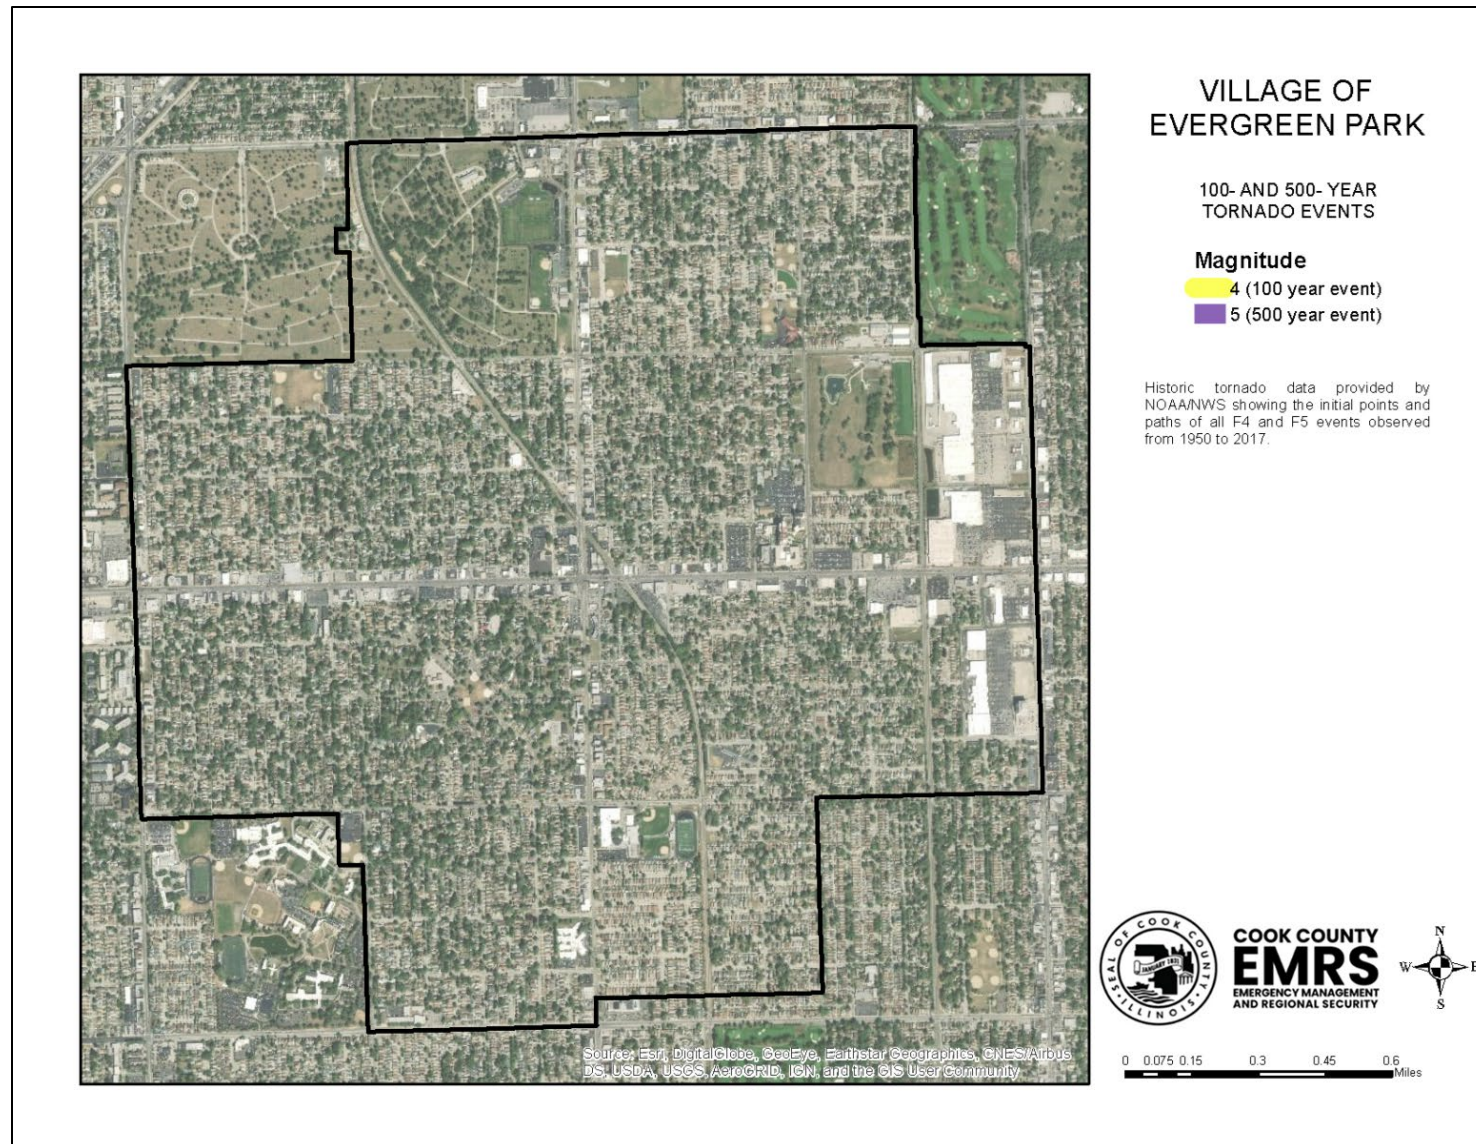 VILLAGE OF
EVERGREEN PARK
100- AND 500- YEAR
TORNADO EVENTS
Magnitude
4 (100 year event)
5 (500 year event)
Historic tornado data provided by
NOAA/NWS showing the initial points and
paths of all F4 and F5 events observed
from 1950 to 2017.
SEAL OF COOK COUNTY
JANUARY 1831
ILLINOIS
COOK COUNTY
EMRS
EMERGENCY MANAGEMENT
AND REGIONAL SECURITY
N
W E
S
Source: Esri, DigitalGlobe, GeoEye, Earthstar Geographics, CNES/Airbus
DS, USDA, USGS, AeroGRID, IGN, and the GIS User Community
0 0.075 0.15 0.3 0.45 0.6
Miles